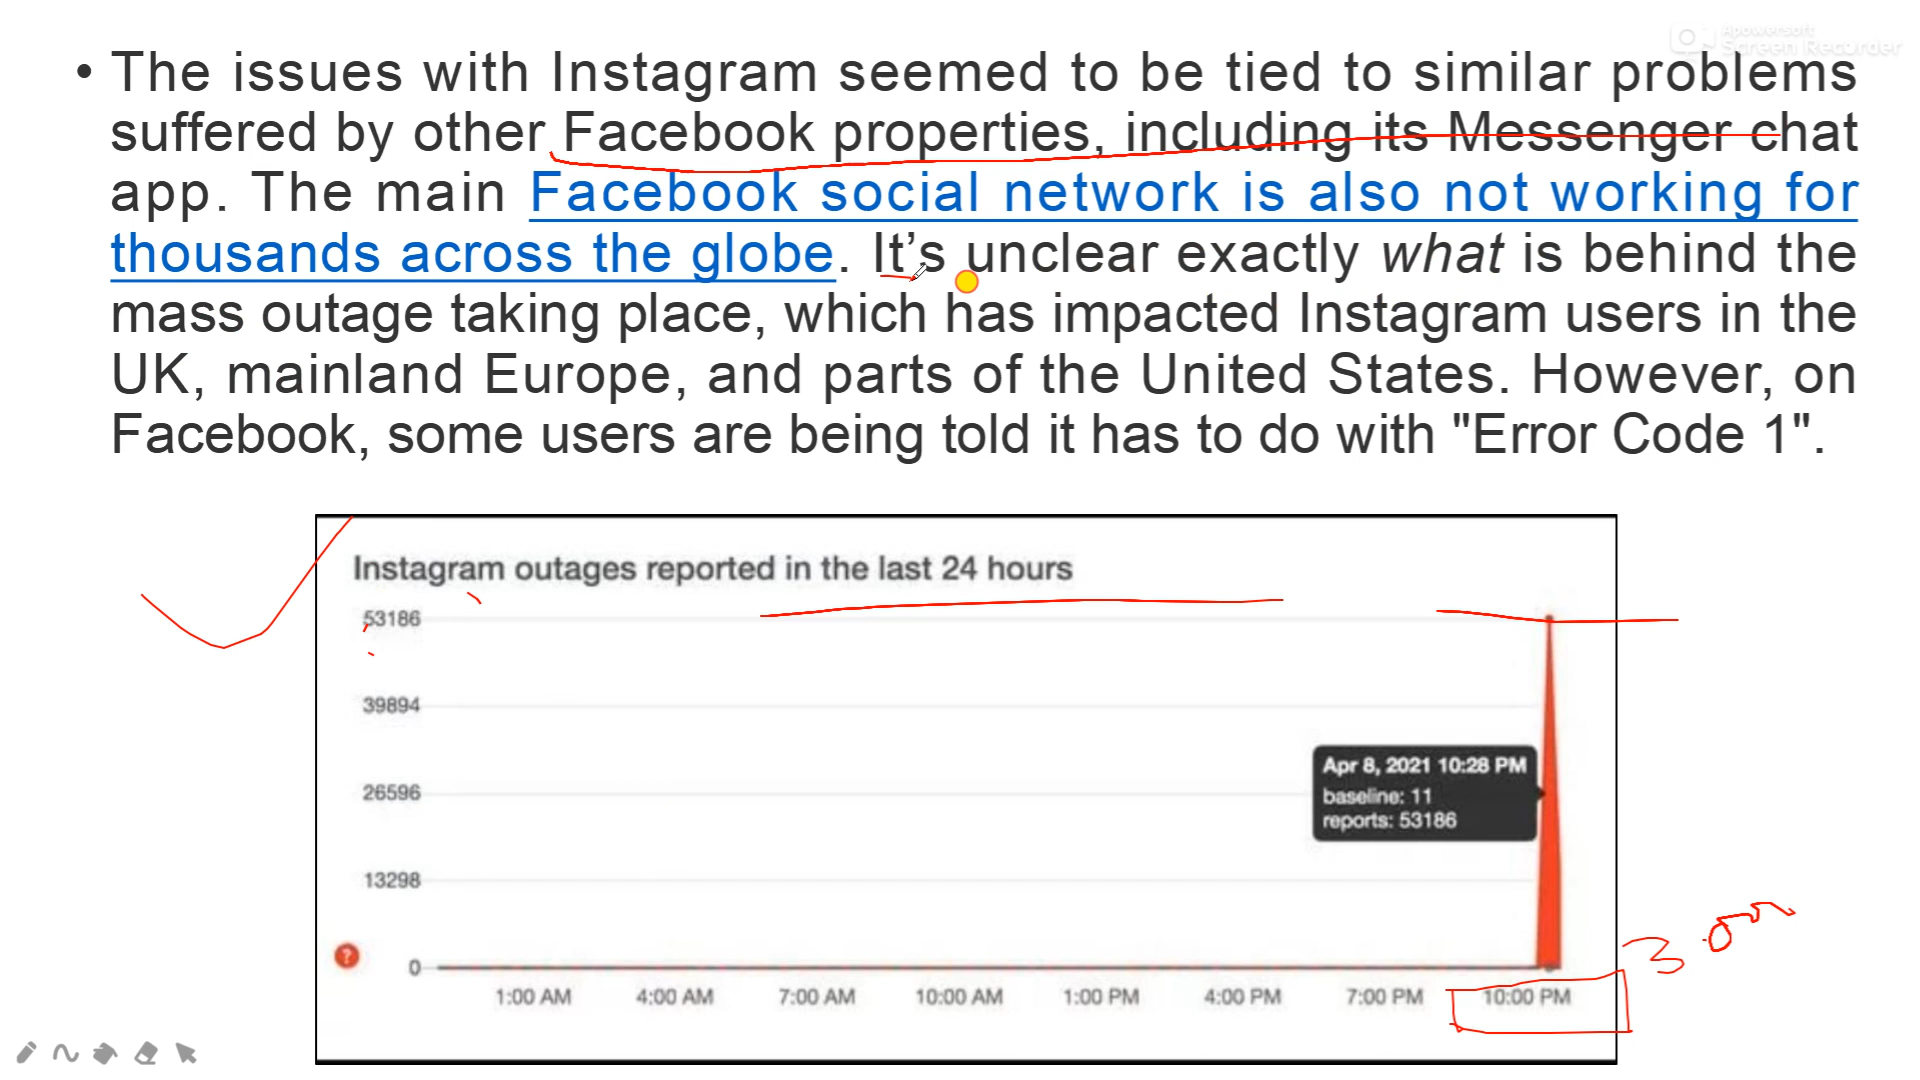 Apowersoft
Screen Recorder
• The issues with Instagram seemed to be tied to similar problems
suffered by other Facebook properties, including its Messenger chat
app. The main Facebook social network is also not working for
thousands across the globe. It’s unclear exactly what is behind the
mass outage taking place, which has impacted Instagram users in the
UK, mainland Europe, and parts of the United States. However, on
Facebook, some users are being told it has to do with "Error Code 1".
Instagram outages reported in the last 24 hours
53186
39894
26596
13298
0
Apr 8, 2021 10:28 PM
baseline: 11
reports: 53186
?
1:00 AM 4:00 AM 7:00 AM 10:00 AM 1:00 PM 4:00 PM 7:00 PM 10:00 PM